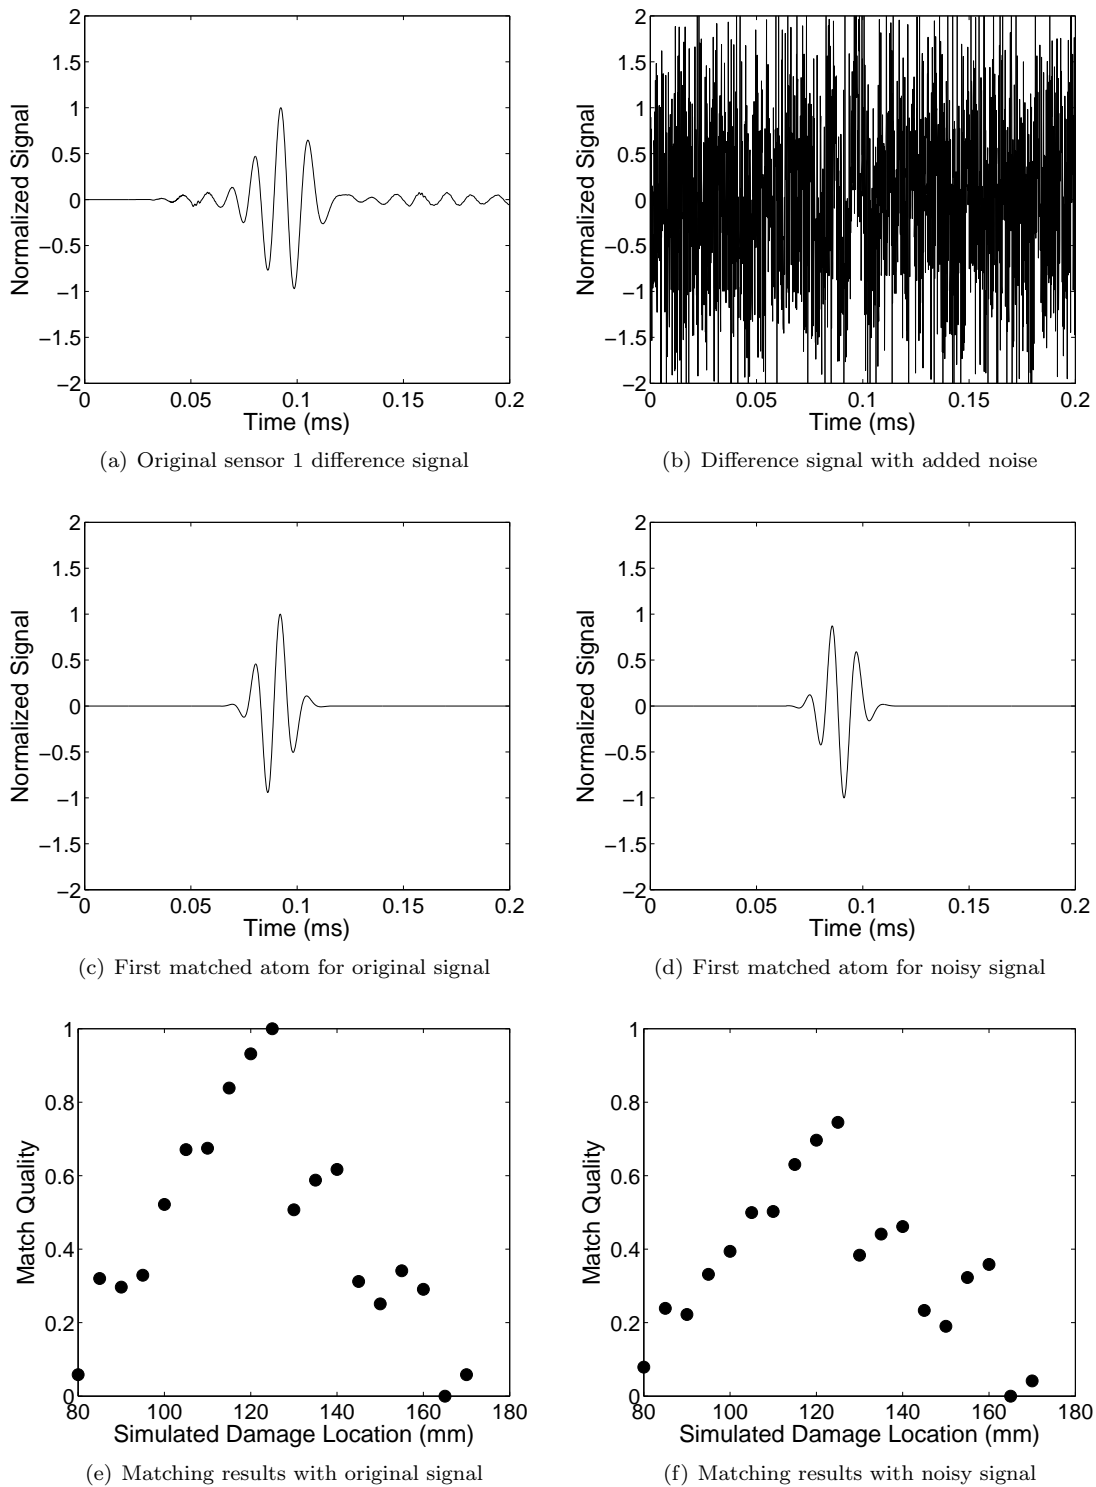 2
1.5
1
0.5
0
−0.5
−1
−1.5
−2
0 0.05 0.1 0.15 0.2
Normalized Signal
Time (ms)
(a) Original sensor 1 difference signal
2
1.5
1
0.5
0
−0.5
−1
−1.5
−2
0 0.05 0.1 0.15 0.2
Normalized Signal
Time (ms)
(b) Difference signal with added noise
2
1.5
1
0.5
0
−0.5
−1
−1.5
−2
0 0.05 0.1 0.15 0.2
Normalized Signal
Time (ms)
(c) First matched atom for original signal
2
1.5
1
0.5
0
−0.5
−1
−1.5
−2
0 0.05 0.1 0.15 0.2
Normalized Signal
Time (ms)
(d) First matched atom for noisy signal
1
0.8
0.6
0.4
0.2
0
80 100 120 140 160 180
Match Quality
Simulated Damage Location (mm)
(e) Matching results with original signal
1
0.8
0.6
0.4
0.2
0
80 100 120 140 160 180
Match Quality
Simulated Damage Location (mm)
(f) Matching results with noisy signal